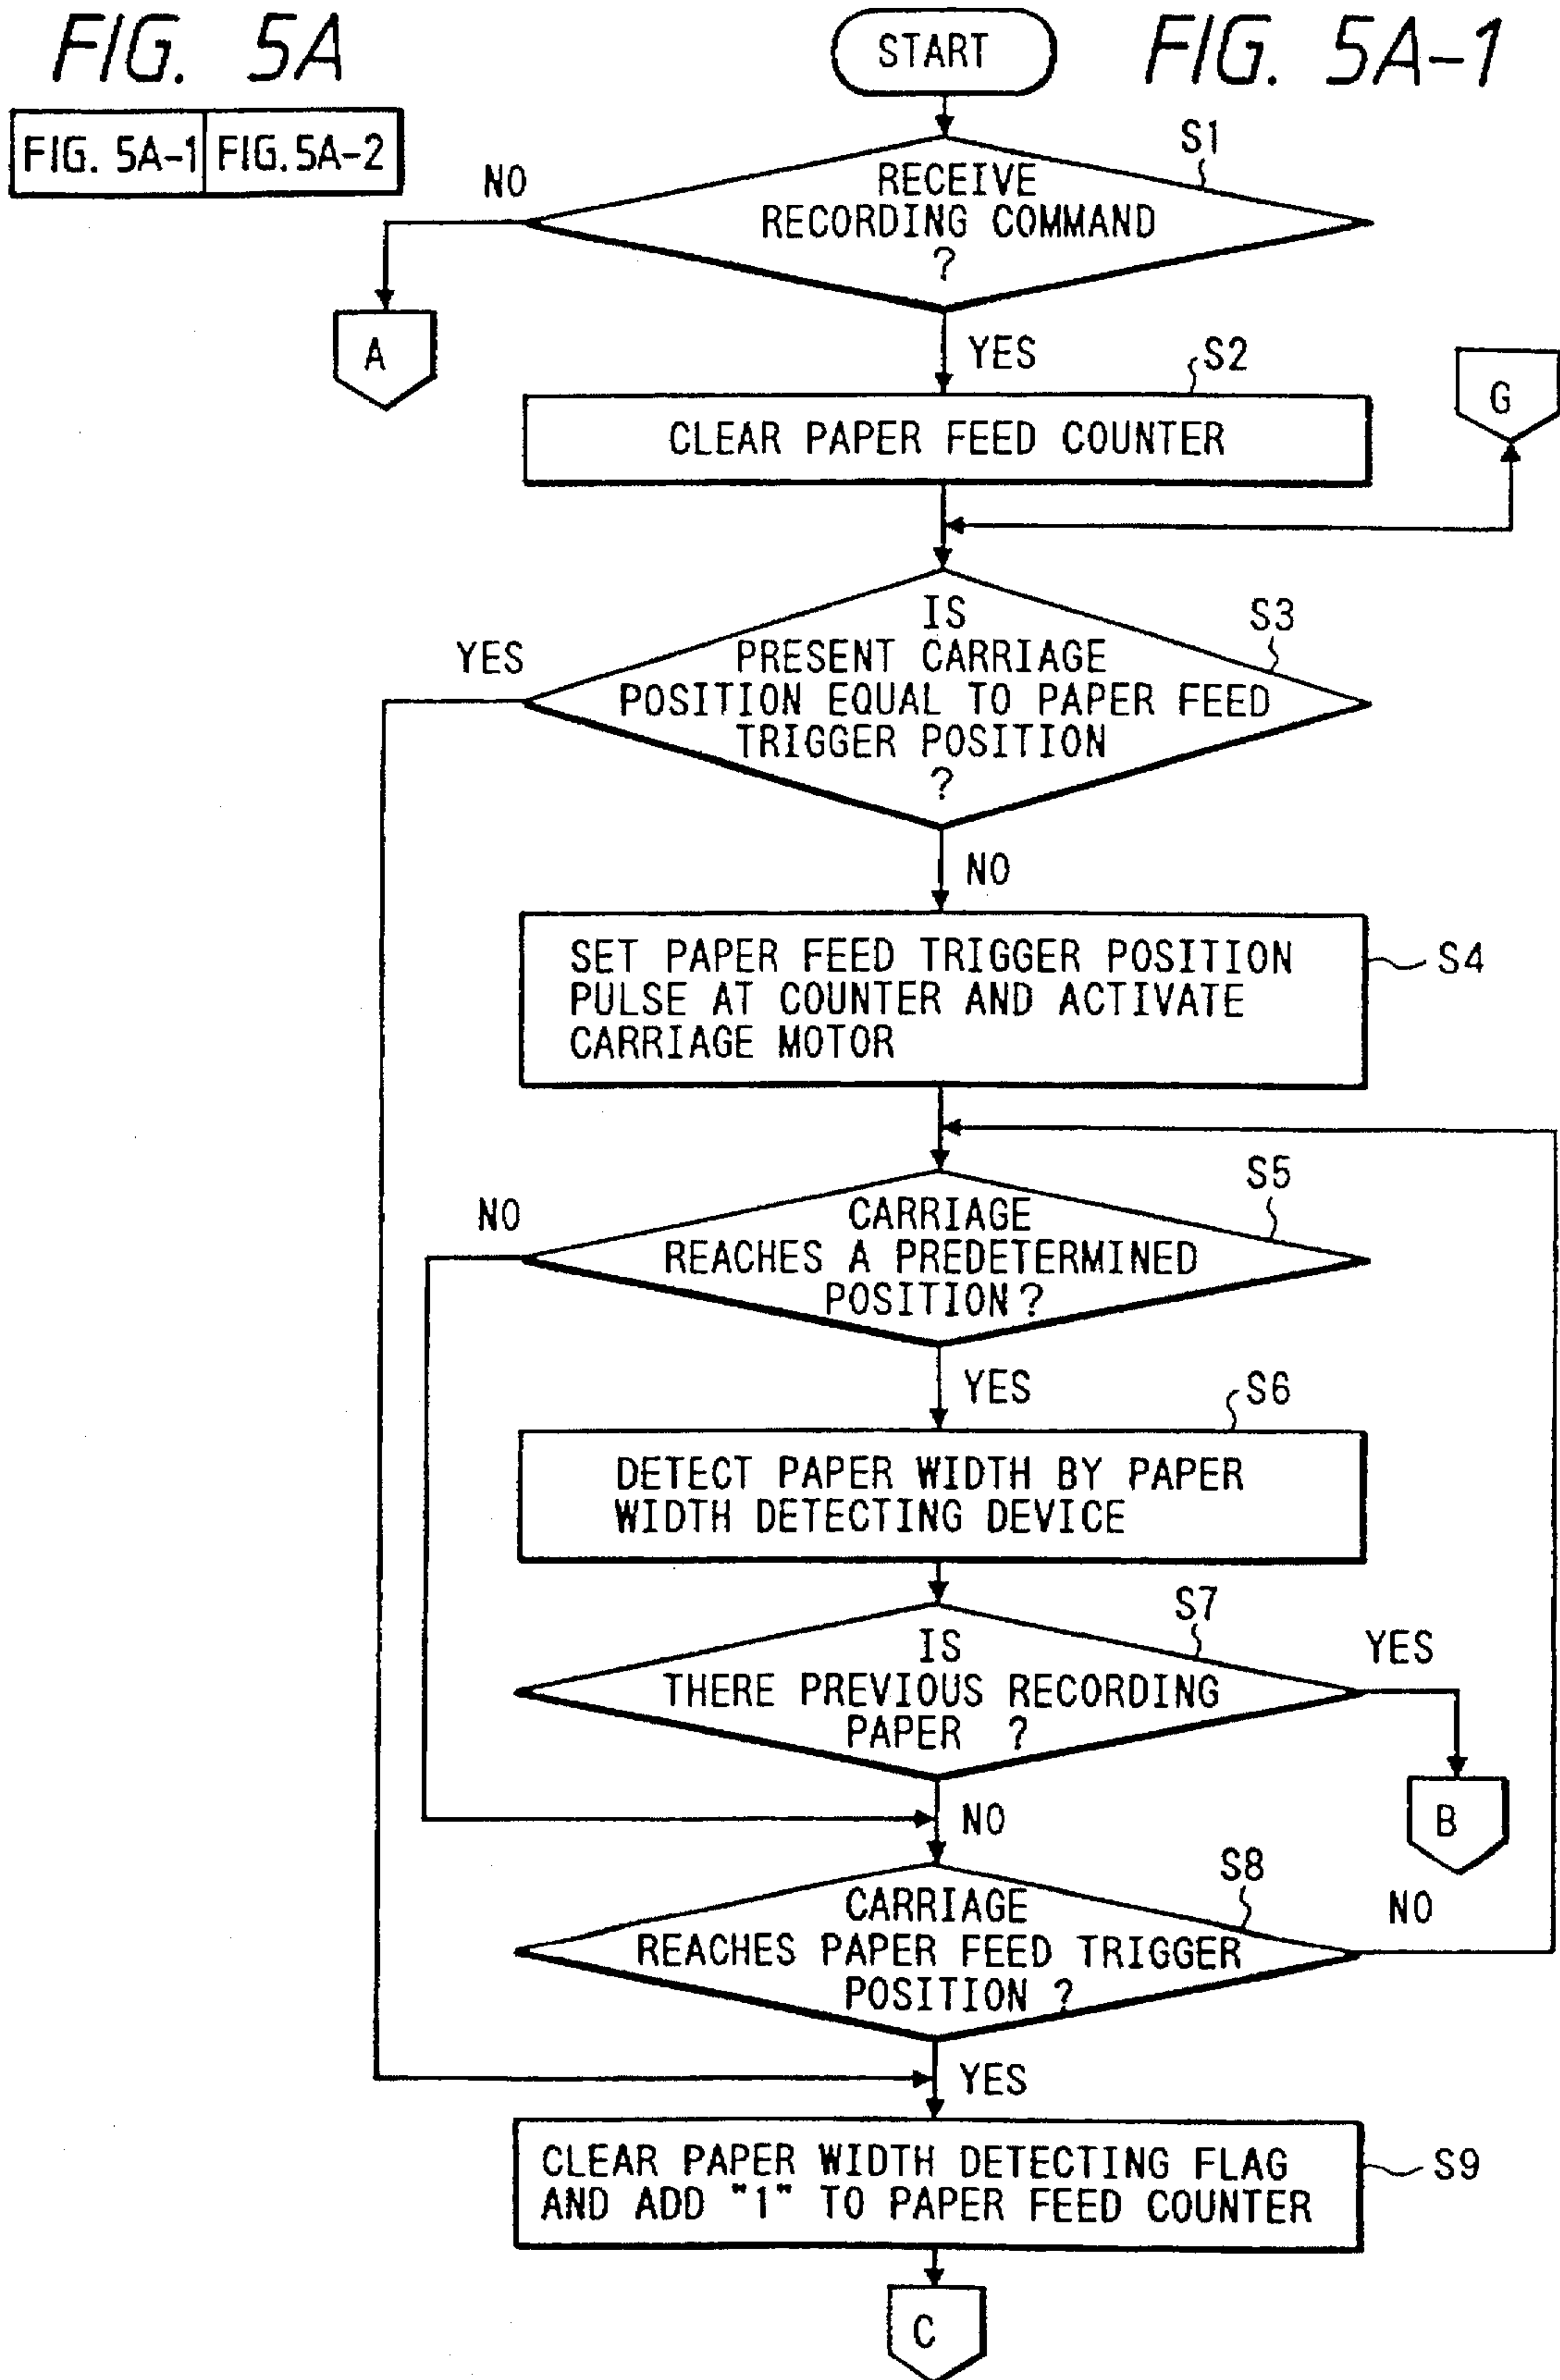 FIG. 5A
FIG. 5A-1
FIG. 5A-1 FIG. 5A-2
START
S1
NO
RECEIVE
RECORDING COMMAND
?
A
YES
S2
G
CLEAR PAPER FEED COUNTER
S3
YES
IS
PRESENT CARRIAGE
POSITION EQUAL TO PAPER FEED
TRIGGER POSITION
?
NO
SET PAPER FEED TRIGGER POSITION
PULSE AT COUNTER AND ACTIVATE
CARRIAGE MOTOR
S4
S5
NO
CARRIAGE
REACHES A PREDETERMINED
POSITION?
YES
S6
DETECT PAPER WIDTH BY PAPER
WIDTH DETECTING DEVICE
S7
YES
IS
THERE PREVIOUS RECORDING
PAPER ?
B
NO
S8
NO
CARRIAGE
REACHES PAPER FEED TRIGGER
POSITION ?
YES
CLEAR PAPER WIDTH DETECTING FLAG
AND ADD "1" TO PAPER FEED COUNTER
S9
C